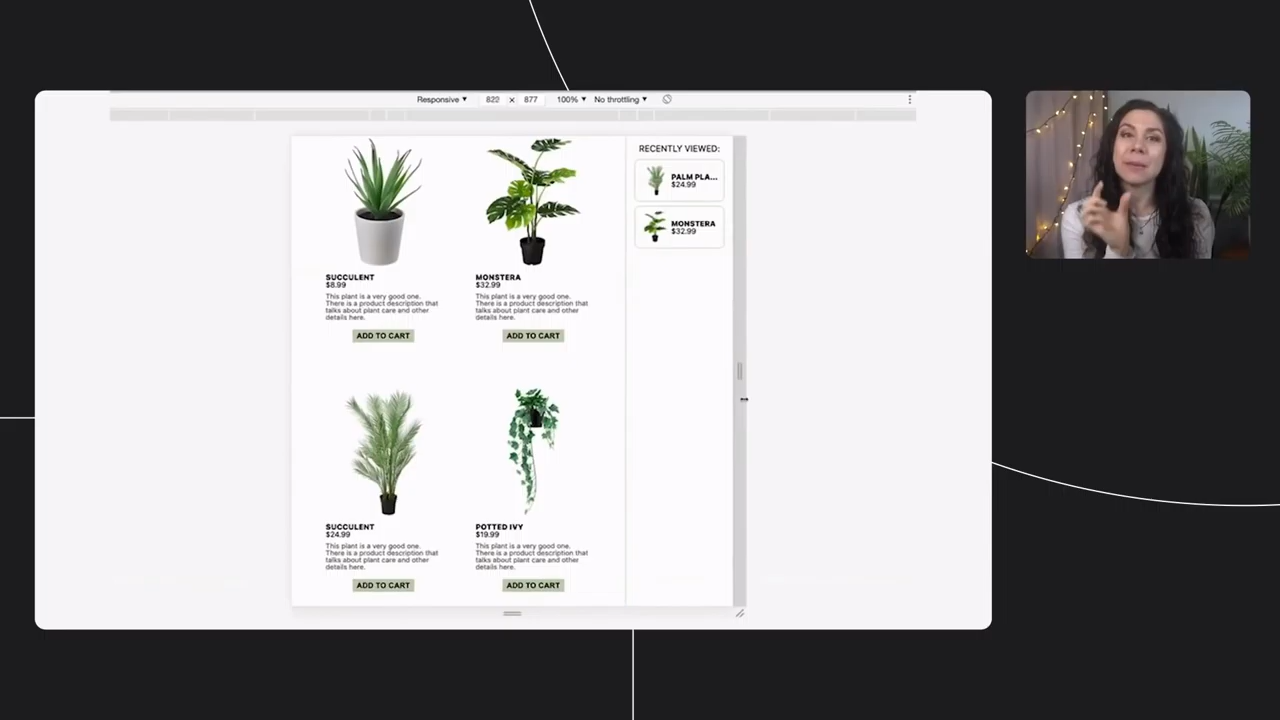 Responsive ▼ 820 × 877 100% ▼ No throttling ▼
RECENTLY VIEWED:
PALM PLA...
$24.99
MONSTERA
$32.99
SUCCULENT
$8.99
This plant is a very good one.
There is a product description that
talks about plant care and other
details here.
ADD TO CART
MONSTERA
$32.99
This plant is a very good one.
There is a product description that
talks about plant care and other
details here.
ADD TO CART
SUCCULENT
$24.99
This plant is a very good one.
There is a product description that
talks about plant care and other
details here.
ADD TO CART
POTTED IVY
$19.99
This plant is a very good one.
There is a product description that
talks about plant care and other
details here.
ADD TO CART